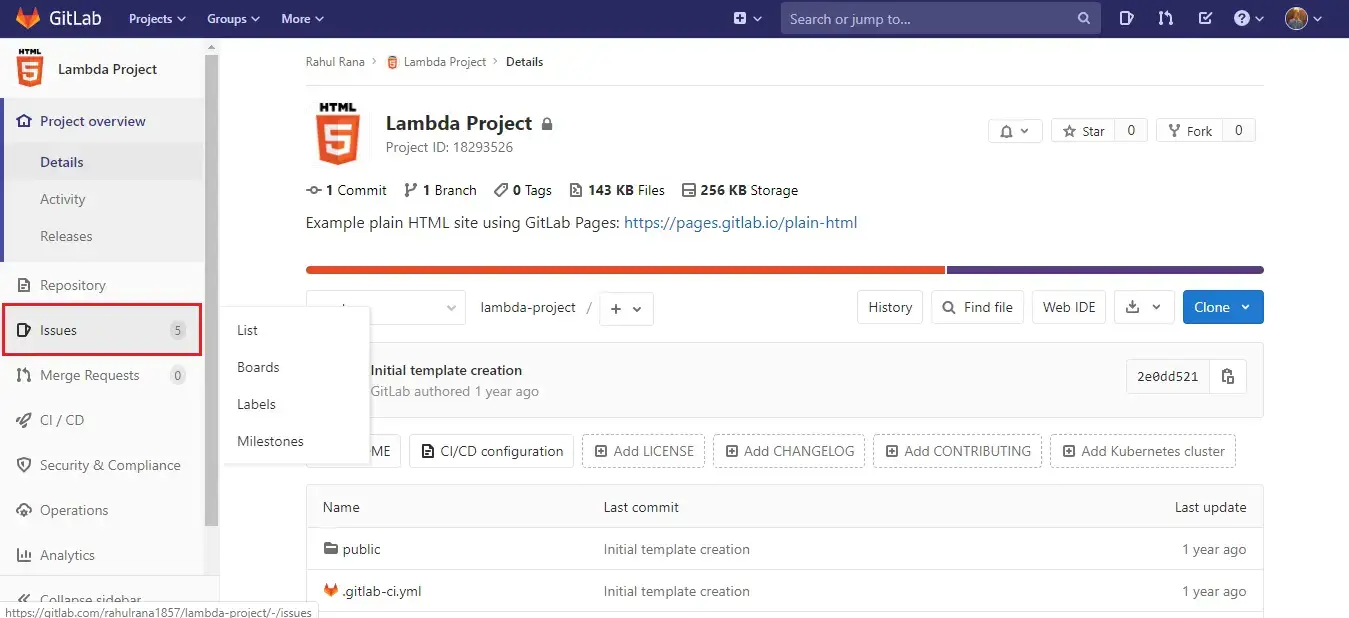 GitLab Projects Groups More Search or jump to...
HTML
5
Lambda Project
Project overview
Details
Activity
Releases
Repository
Issues 5
Merge Requests 0
CI / CD
Security & Compliance
Operations
Analytics
Collapse sidebar
https://gitlab.com/rahulrana1857/lambda-project/-/issues
List
Boards
Labels
Milestones
Rahul Rana > Lambda Project > Details
HTML
5
Lambda Project
Project ID: 18293526
Star 0 Fork 0
1 Commit 1 Branch 0 Tags 143 KB Files 256 KB Storage
Example plain HTML site using GitLab Pages: https://pages.gitlab.io/plain-html
lambda-project / + History Find file Web IDE Clone
Initial template creation
GitLab authored 1 year ago
2e0dd521
ME CI/CD configuration Add LICENSE Add CHANGELOG Add CONTRIBUTING Add Kubernetes cluster
Name Last commit Last update
public Initial template creation 1 year ago
.gitlab-ci.yml Initial template creation 1 year ago